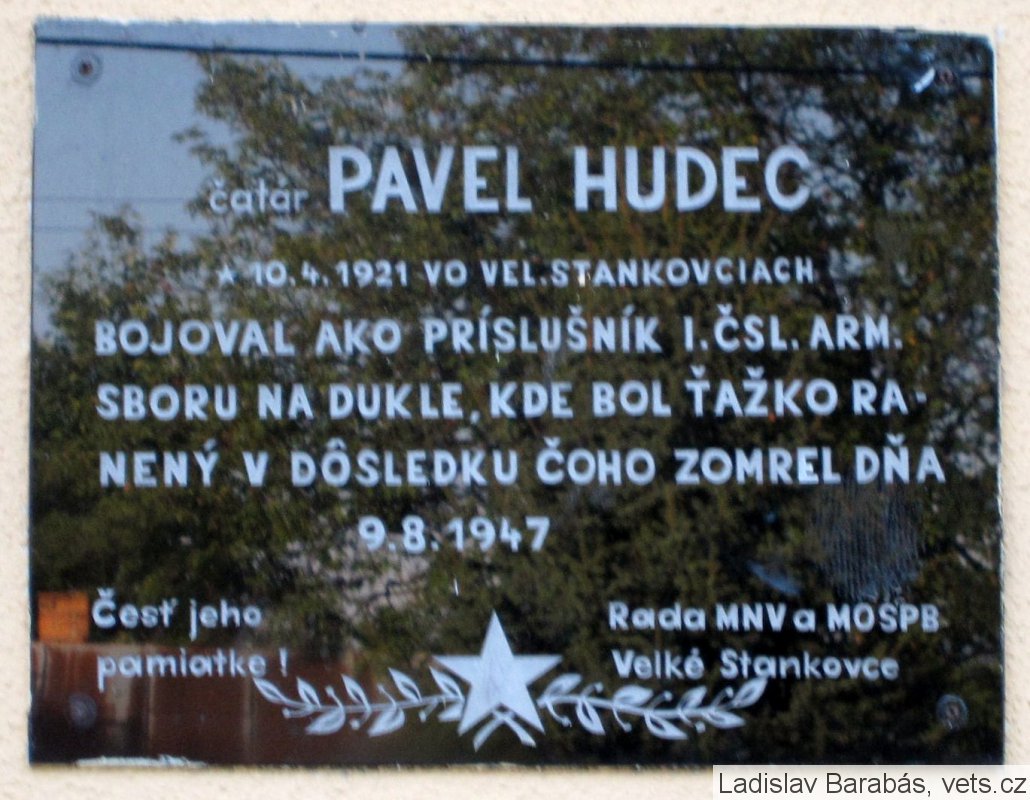 čatár PAVEL HUDEC
* 10.4.1921 VO VEL. STANKOVCIACH
BOJOVAL AKO PRÍSLUŠNÍK I. ČSL. ARM.
SBORU NA DUKLE, KDE BOL ŤAŽKO RA-
NENÝ V DÔSLEDKU ČOHO ZOMREL DŇA
9.8.1947
Česť jeho
pamiatke!
Rada MNV a MOSPB
Velké Stankovce
Ladislav Barabás, vets.cz